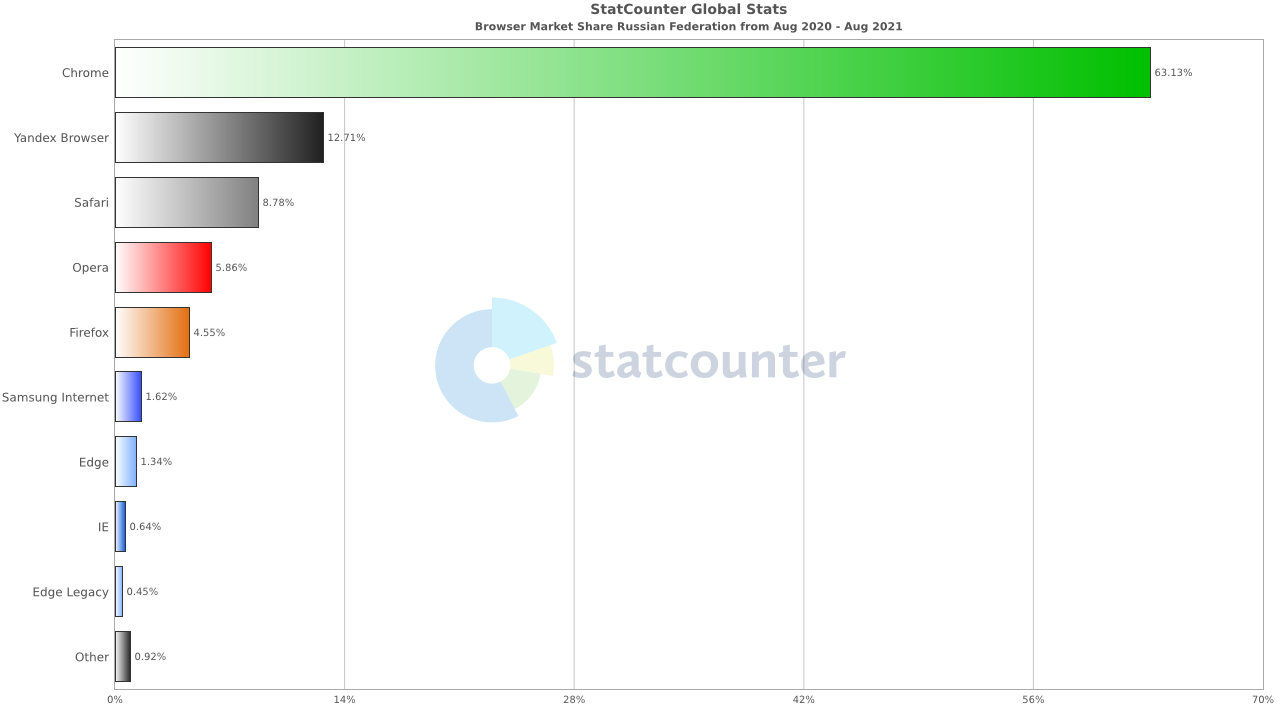 StatCounter Global Stats
Browser Market Share Russian Federation from Aug 2020 - Aug 2021
Chrome 63.13%
Yandex Browser 12.71%
Safari 8.78%
Opera 5.86%
Firefox 4.55%
statcounter
Samsung Internet 1.62%
Edge 1.34%
IE 0.64%
Edge Legacy 0.45%
Other 0.92%
0% 14% 28% 42% 56% 70%